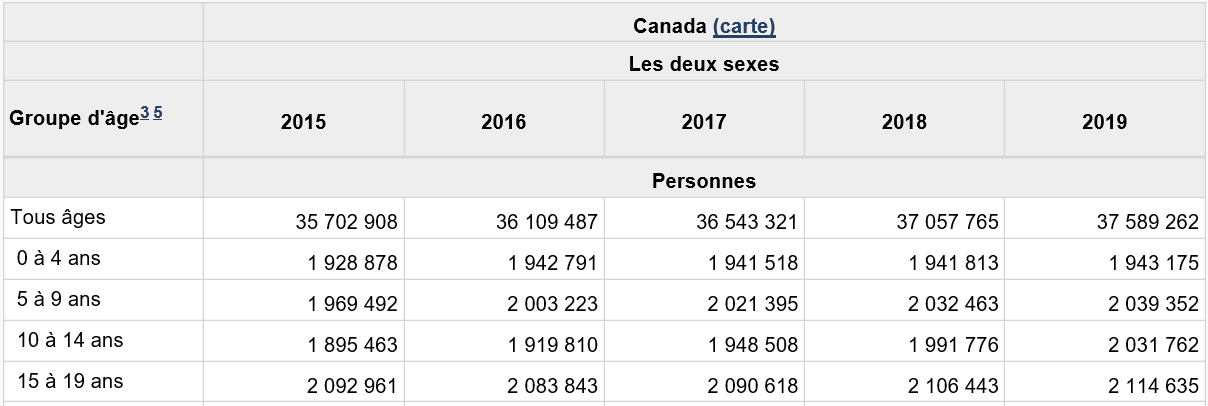 Canada (carte)
Les deux sexes
Groupe d'âge3 5 2015 2016 2017 2018 2019
Personnes
Tous âges 35 702 908 36 109 487 36 543 321 37 057 765 37 589 262
0 à 4 ans 1 928 878 1 942 791 1 941 518 1 941 813 1 943 175
5 à 9 ans 1 969 492 2 003 223 2 021 395 2 032 463 2 039 352
10 à 14 ans 1 895 463 1 919 810 1 948 508 1 991 776 2 031 762
15 à 19 ans 2 092 961 2 083 843 2 090 618 2 106 443 2 114 635